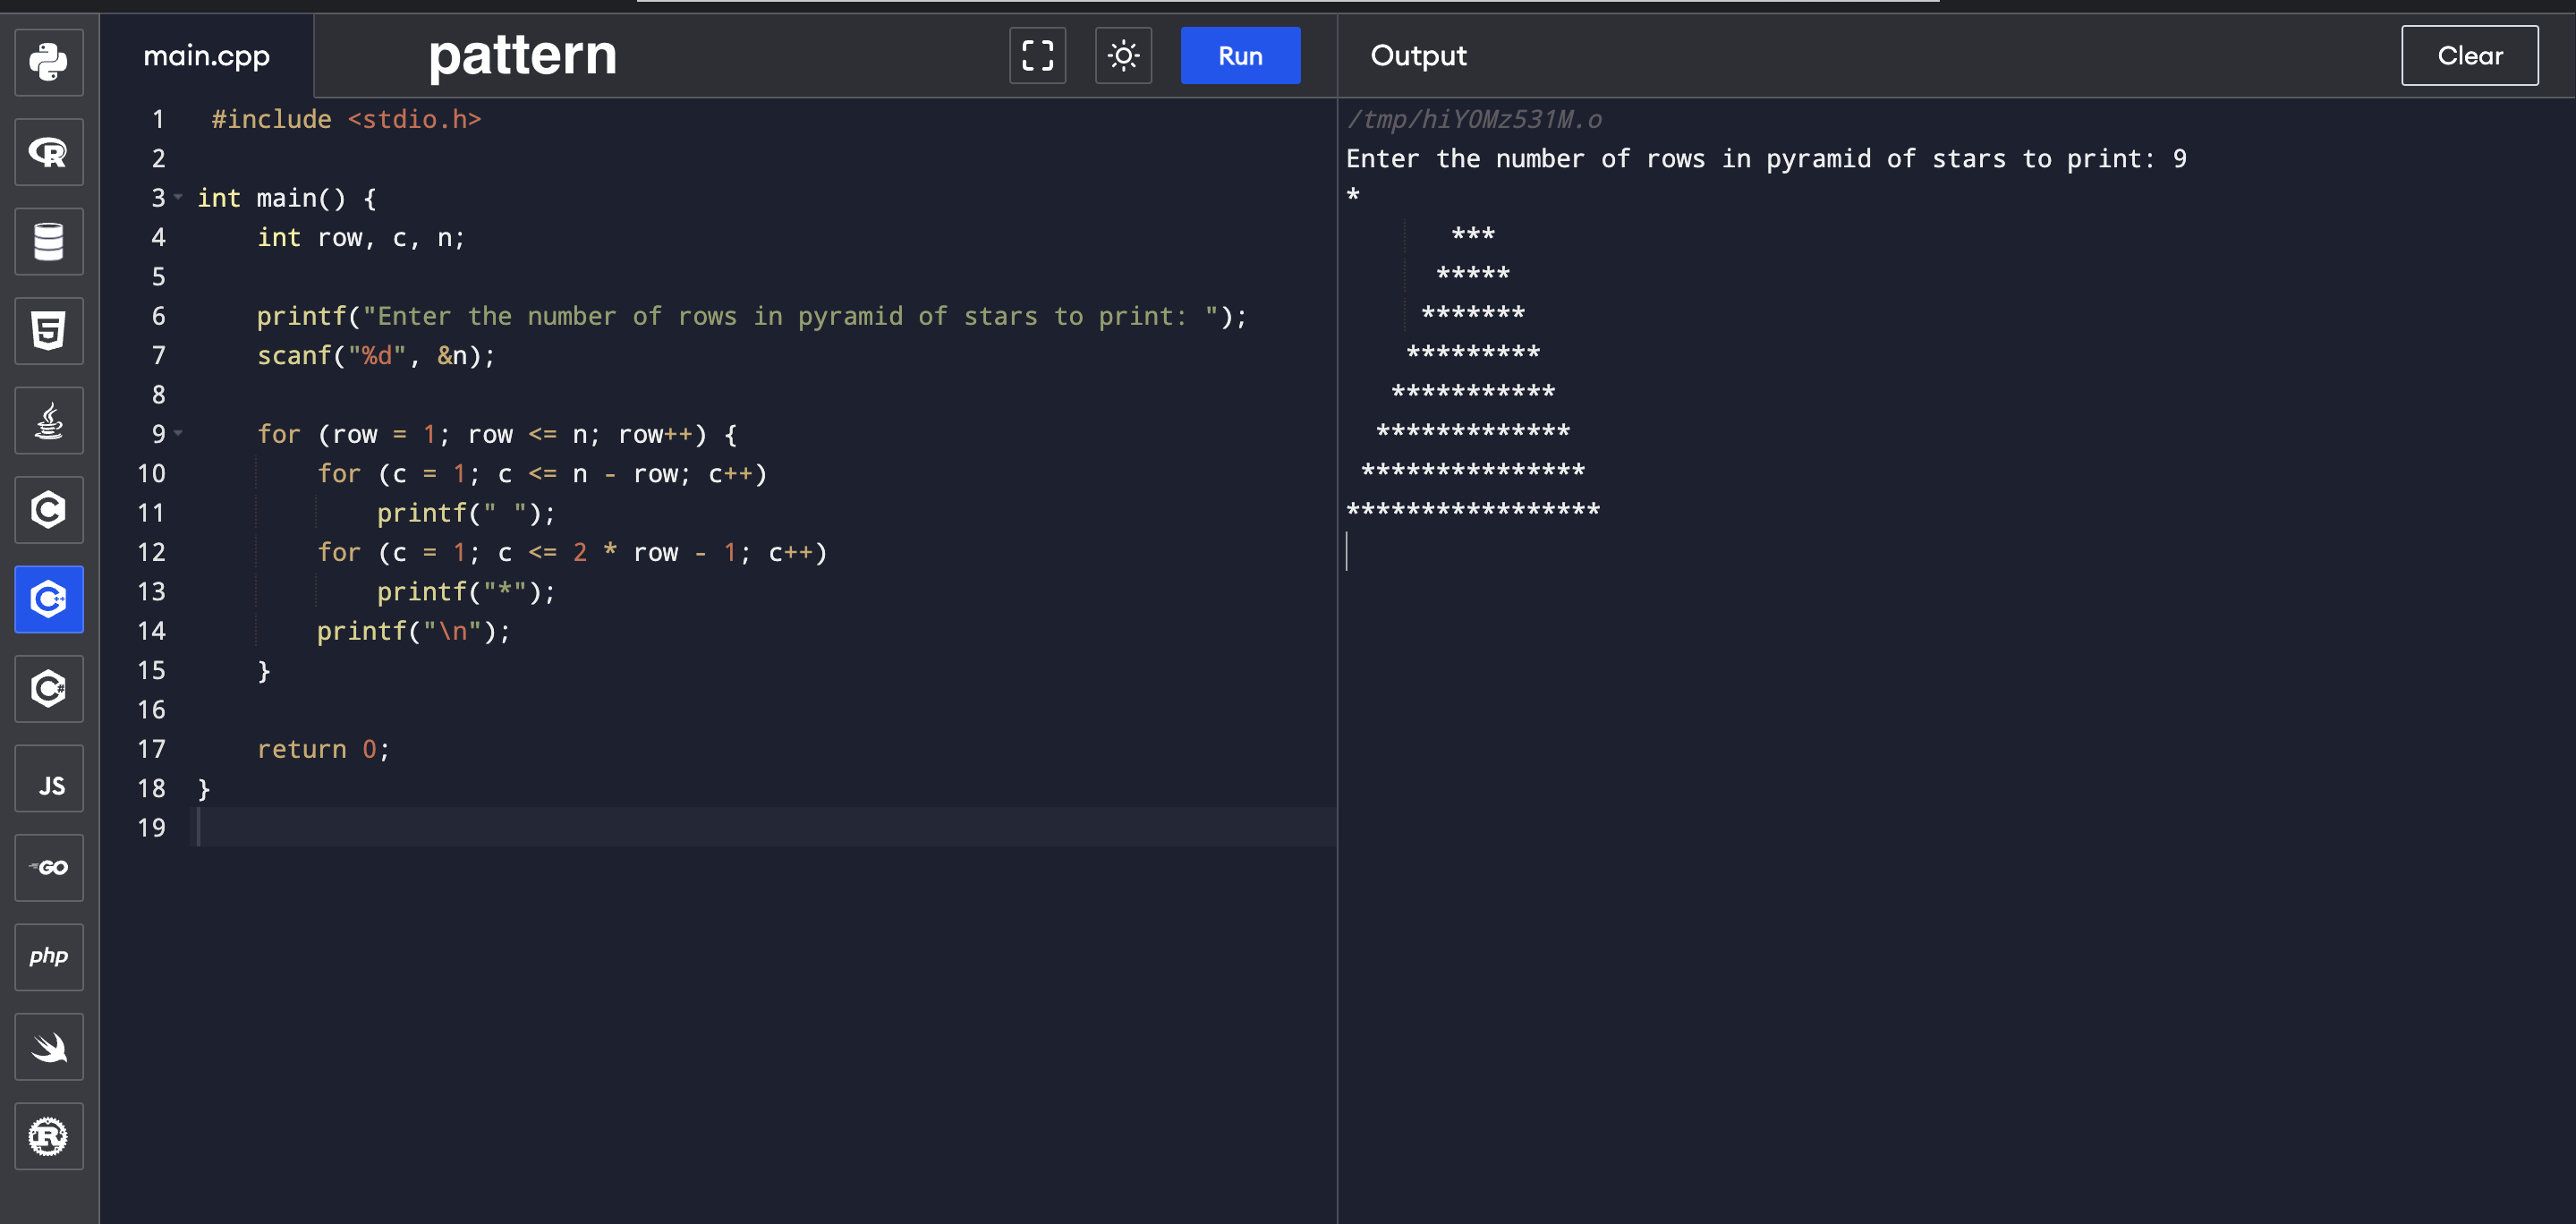 main.cpp
pattern
Run
Output
Clear
1 #include <stdio.h>
2
3 int main() {
4     int row, c, n;
5
6     printf("Enter the number of rows in pyramid of stars to print: ");
7     scanf("%d", &n);
8
9     for (row = 1; row <= n; row++) {
10         for (c = 1; c <= n - row; c++)
11             printf(" ");
12         for (c = 1; c <= 2 * row - 1; c++)
13             printf("*");
14         printf("\n");
15     }
16
17     return 0;
18 }
19
/tmp/hiYOMz531M.o
Enter the number of rows in pyramid of stars to print: 9
*
       ***
      *****
     *******
    *********
   ***********
  *************
 ***************
*****************
R
5
C
C++
C#
JS
GO
php
R